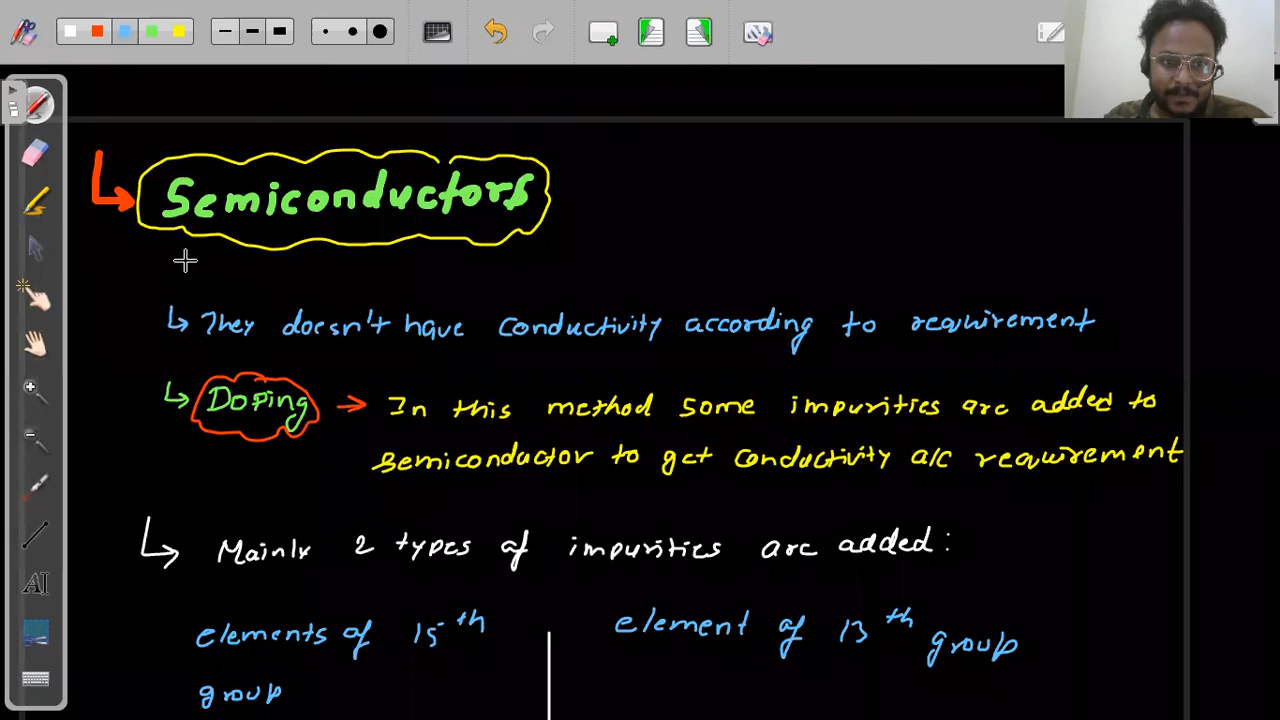 Semiconductors
They doesn't have conductivity according to requirement
Doping → In this method some impurities are added to
semiconductor to get conductivity a/c requirement
Mainly 2 types of impurities are added:
elements of 15th
group
element of 13th group
AI